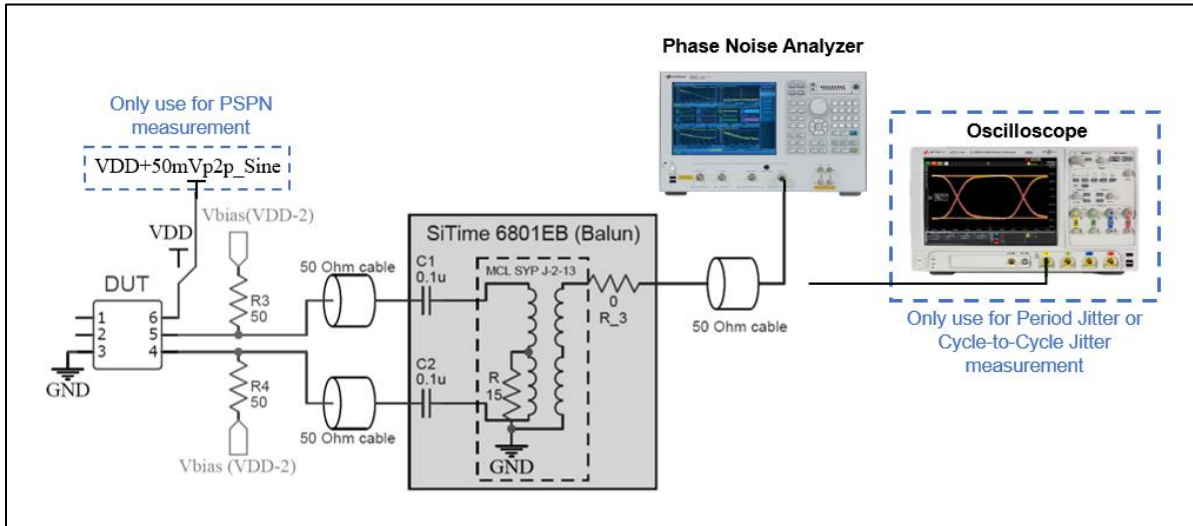 Phase Noise Analyzer
Only use for PSPN
measurement
VDD+50mVp2p_Sine
Oscilloscope
Vbias(VDD-2)
VDD
SiTime 6801EB (Balun)
50 Ohm cable
C1
0.1u
MCL SYP J-2-13
DUT
R3
50
0
R_3
1
2
3
6
5
4
50 Ohm cable
Only use for Period Jitter or
Cycle-to-Cycle Jitter
measurement
GND
R4
50
C2
0.1u
R
15
50 Ohm cable
GND
Vbias (VDD-2)